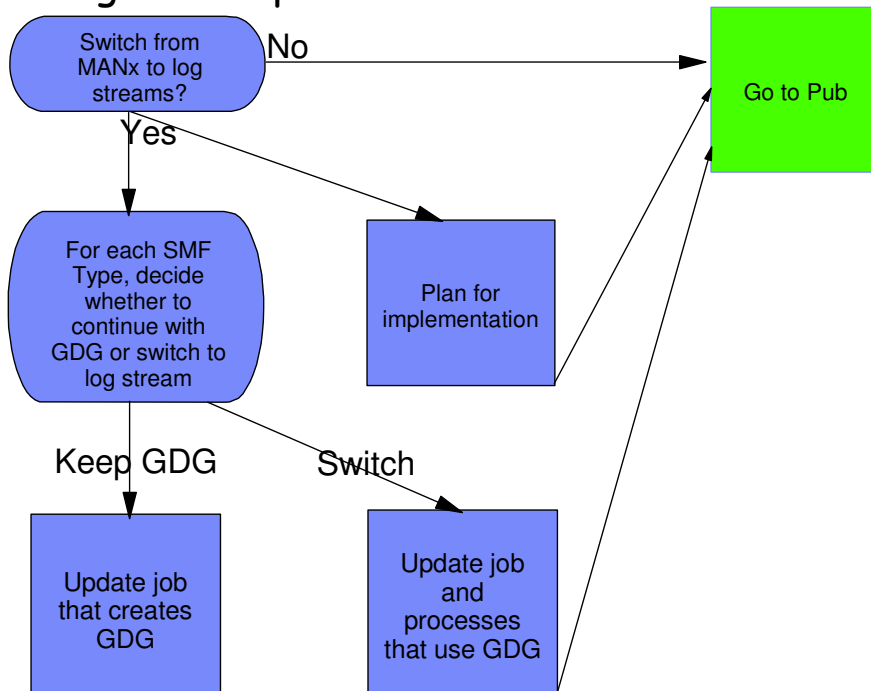 Switch from
MANx to log
streams?
No
Go to Pub
Yes
For each SMF
Type, decide
whether to
continue with
GDG or switch to
log stream
Plan for
implementation
Keep GDG
Switch
Update job
that creates
GDG
Update job
and
processes
that use GDG